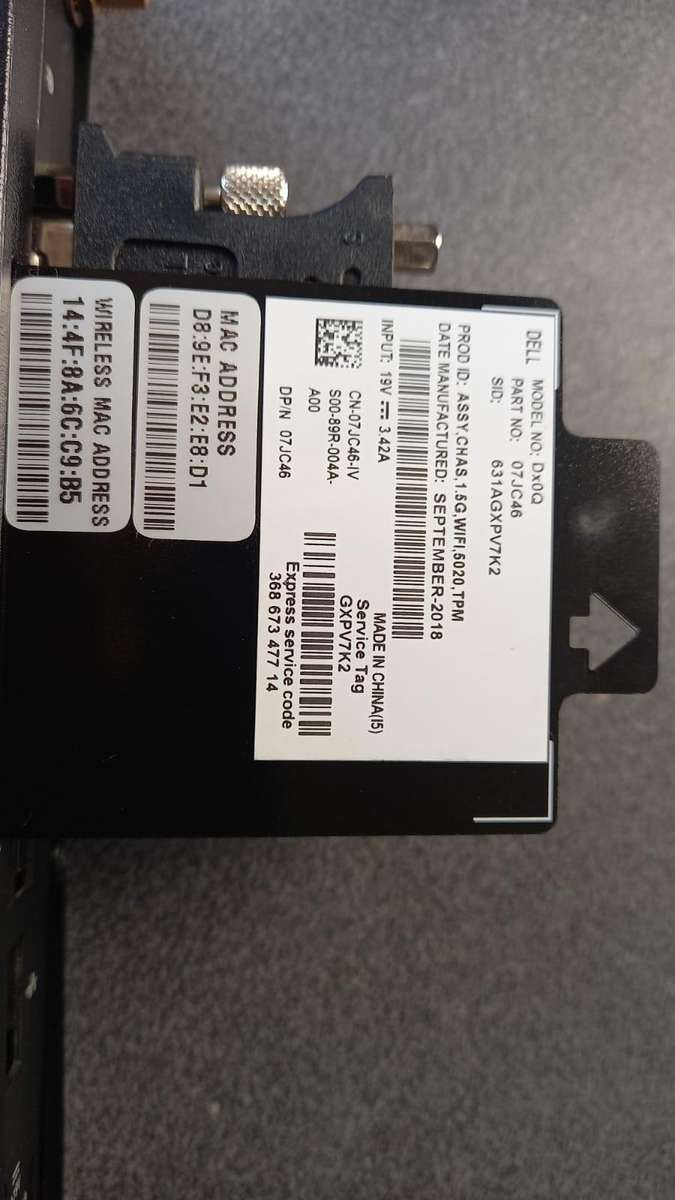 DELL MODEL NO: Dx0Q
PART NO: 07JC46
SID: 631AGXPV7K2
PROD ID: ASSY,CHAS,1.5G,WIFI,5020,TPM
DATE MANUFACTURED: SEPTEMBER-2018
INPUT: 19V 3.42A
MADE IN CHINA(I5)
CN-07JC46-IV
S00-89R-004A-
A00
Service Tag
GXPV7K2
DP/N 07JC46
Express service code
368 673 477 14
MAC ADDRESS
D8:9E:F3:E2:E8:D1
WIRELESS MAC ADDRESS
14:4F:8A:6C:C9:B5